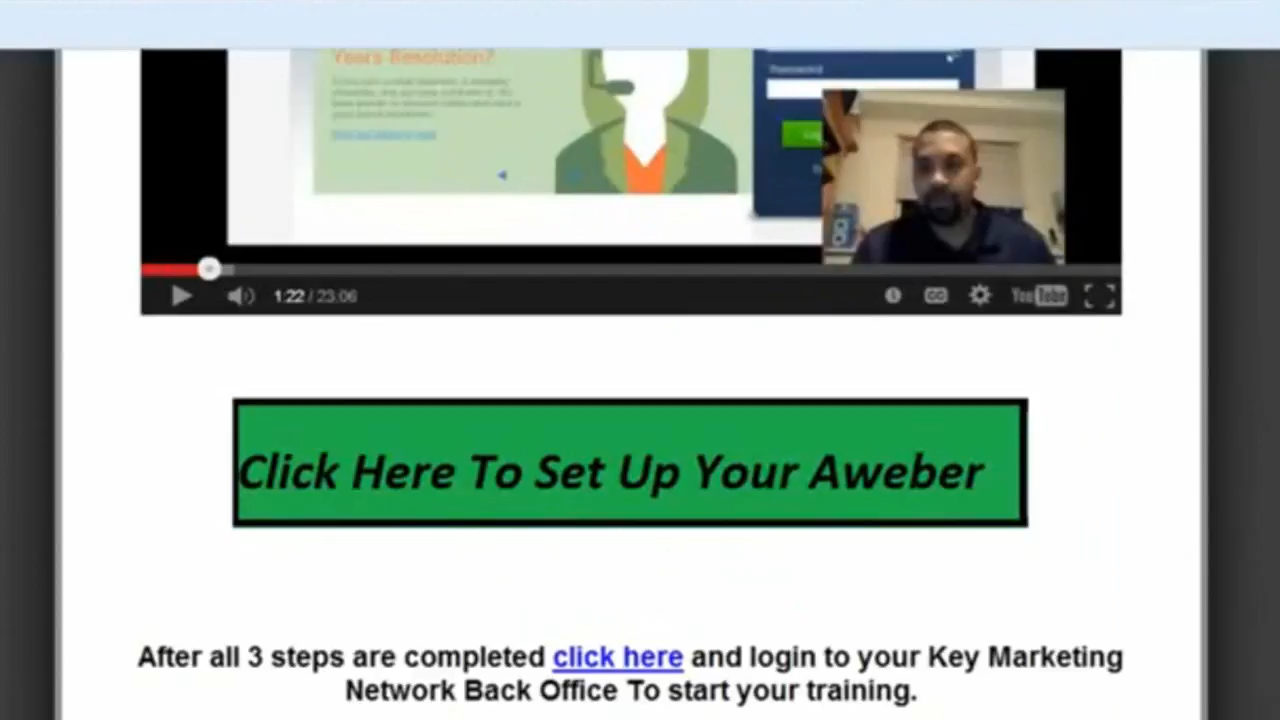 Years Resolution?
Password
1:22 / 23:06
CC
YouTube
Click Here To Set Up Your Aweber
After all 3 steps are completed click here and login to your Key Marketing
Network Back Office To start your training.